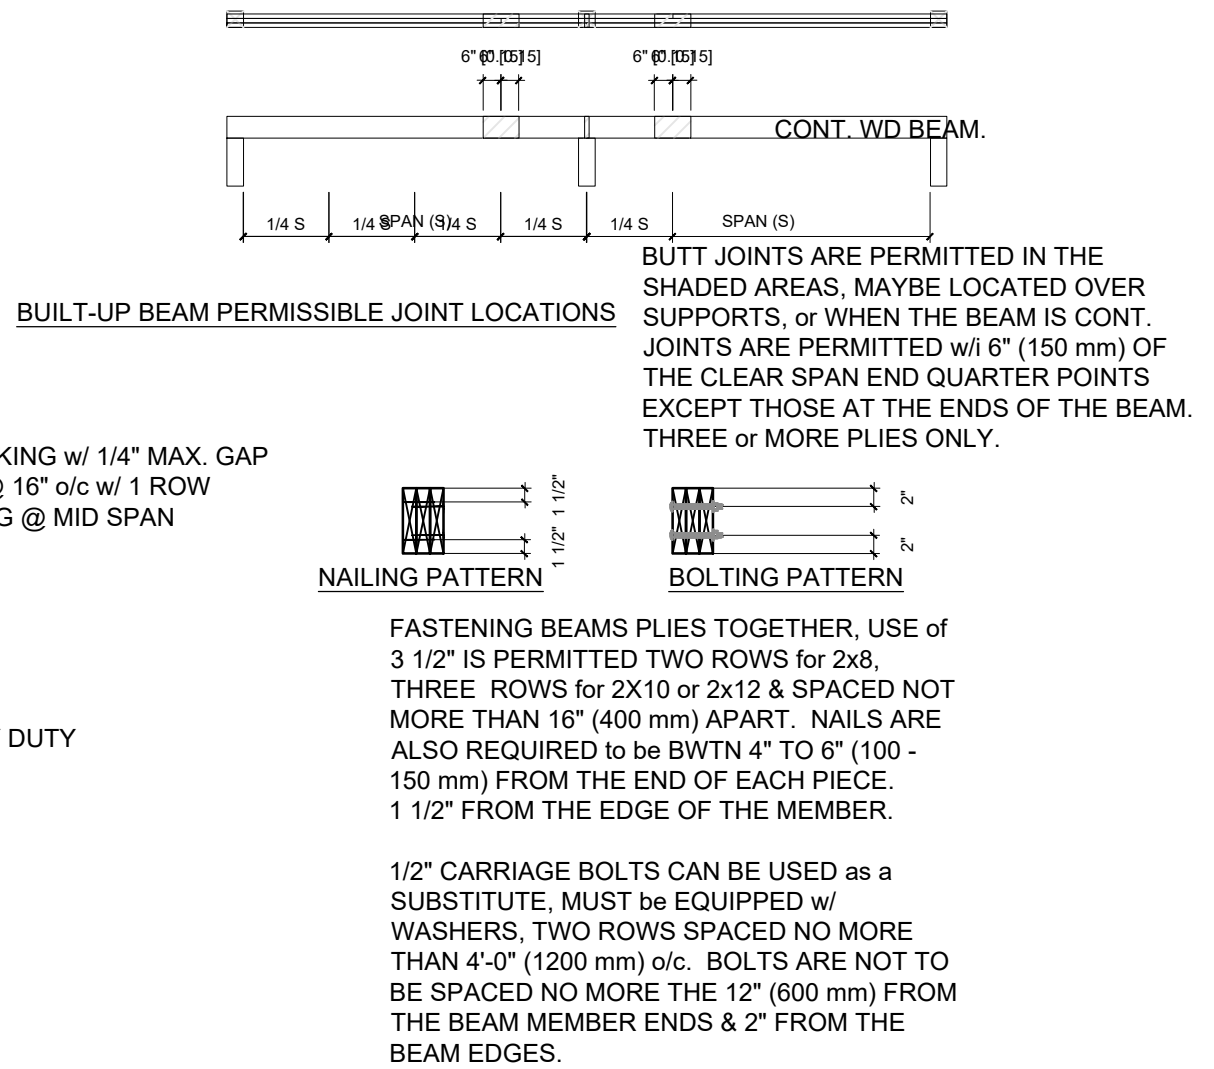 6" [0.15]
6" [0.15]
6" [0.15]
6" [0.15]
CONT. WD BEAM.
1/4 S
1/4 S
SPAN (S)
1/4 S
1/4 S
1/4 S
SPAN (S)
BUILT-UP BEAM PERMISSIBLE JOINT LOCATIONS
BUTT JOINTS ARE PERMITTED IN THE
SHADED AREAS, MAYBE LOCATED OVER
SUPPORTS, or WHEN THE BEAM IS CONT.
JOINTS ARE PERMITTED w/i 6" (150 mm) OF
THE CLEAR SPAN END QUARTER POINTS
EXCEPT THOSE AT THE ENDS OF THE BEAM.
THREE or MORE PLIES ONLY.
KING w/ 1/4" MAX. GAP
@ 16" o/c w/ 1 ROW
G @ MID SPAN
1 1/2"
1 1/2"
NAILING PATTERN
2"
2"
BOLTING PATTERN
FASTENING BEAMS PLIES TOGETHER, USE of
3 1/2" IS PERMITTED TWO ROWS for 2x8,
THREE ROWS for 2X10 or 2x12 & SPACED NOT
MORE THAN 16" (400 mm) APART. NAILS ARE
ALSO REQUIRED to be BWTN 4" TO 6" (100 -
150 mm) FROM THE END OF EACH PIECE.
1 1/2" FROM THE EDGE OF THE MEMBER.
DUTY
1/2" CARRIAGE BOLTS CAN BE USED as a
SUBSTITUTE, MUST be EQUIPPED w/
WASHERS, TWO ROWS SPACED NO MORE
THAN 4'-0" (1200 mm) o/c. BOLTS ARE NOT TO
BE SPACED NO MORE THE 12" (600 mm) FROM
THE BEAM MEMBER ENDS & 2" FROM THE
BEAM EDGES.